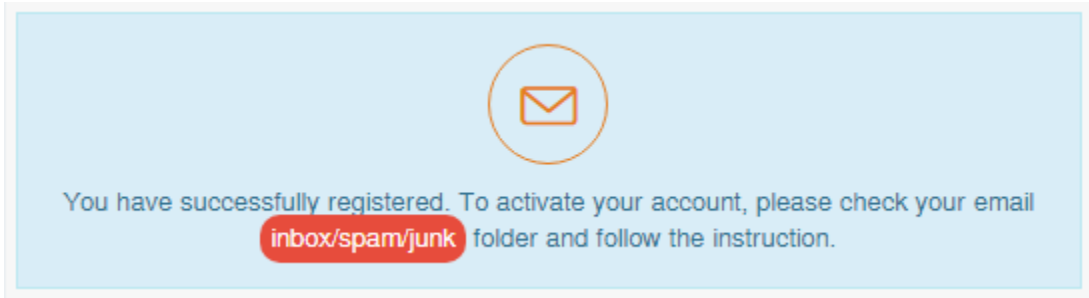 You have successfully registered. To activate your account, please check your email
inbox/spam/junk folder and follow the instruction.